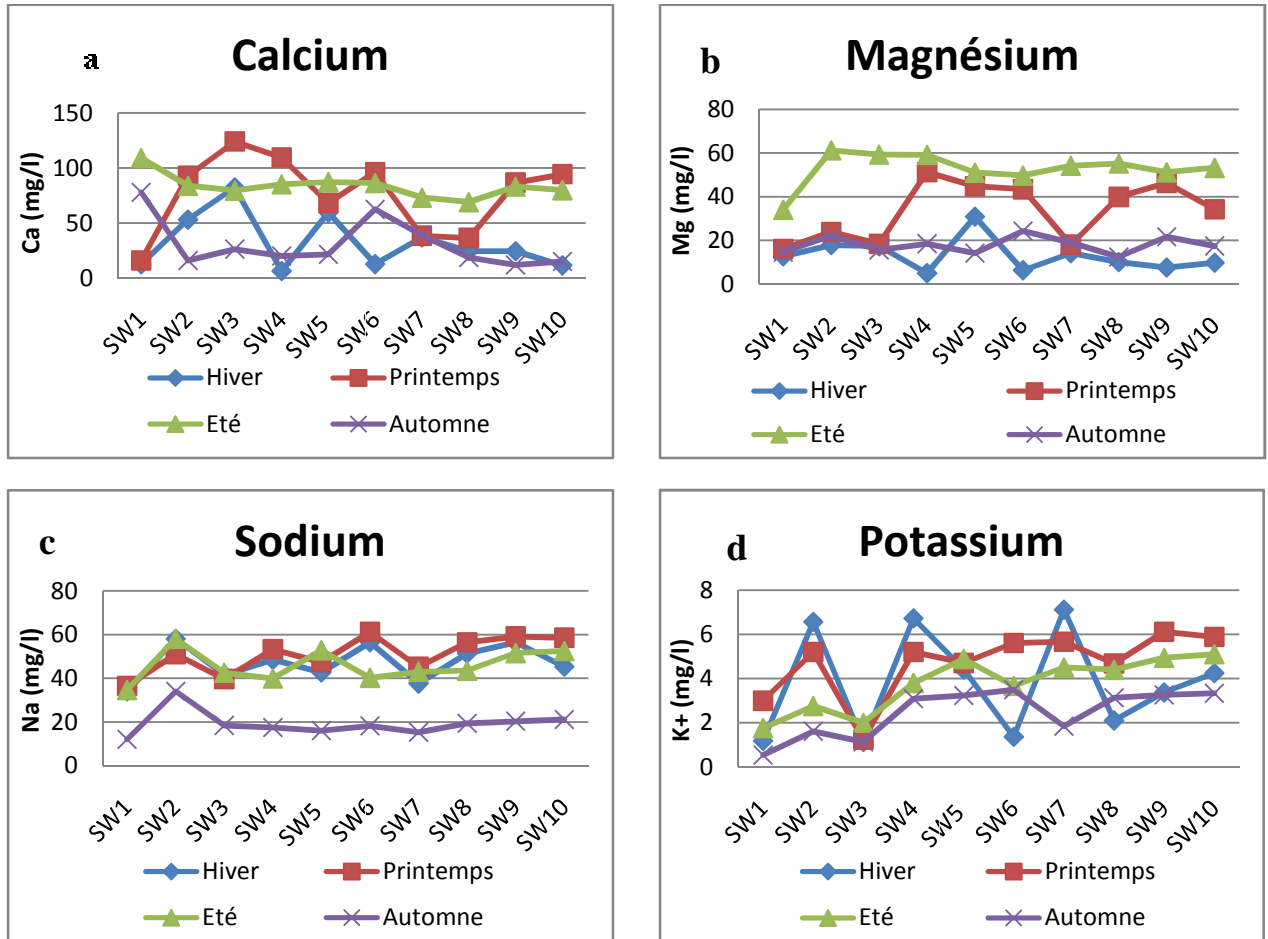 a Calcium
Ca (mg/l)
150
100
50
0
SW1 SW2 SW3 SW4 SW5 SW6 SW7 SW8 SW9 SW10
Hiver Printemps
Eté Automne
b Magnésium
Mg (mg/l)
80
60
40
20
0
SW1 SW2 SW3 SW4 SW5 SW6 SW7 SW8 SW9 SW10
Hiver Printemps
Eté Automne
c Sodium
Na (mg/l)
80
60
40
20
0
SW1 SW2 SW3 SW4 SW5 SW6 SW7 SW8 SW9 SW10
Hiver Printemps
Eté Automne
d Potassium
K+ (mg/l)
8
6
4
2
0
SW1 SW2 SW3 SW4 SW5 SW6 SW7 SW8 SW9 SW10
Hiver Printemps
Eté Automne